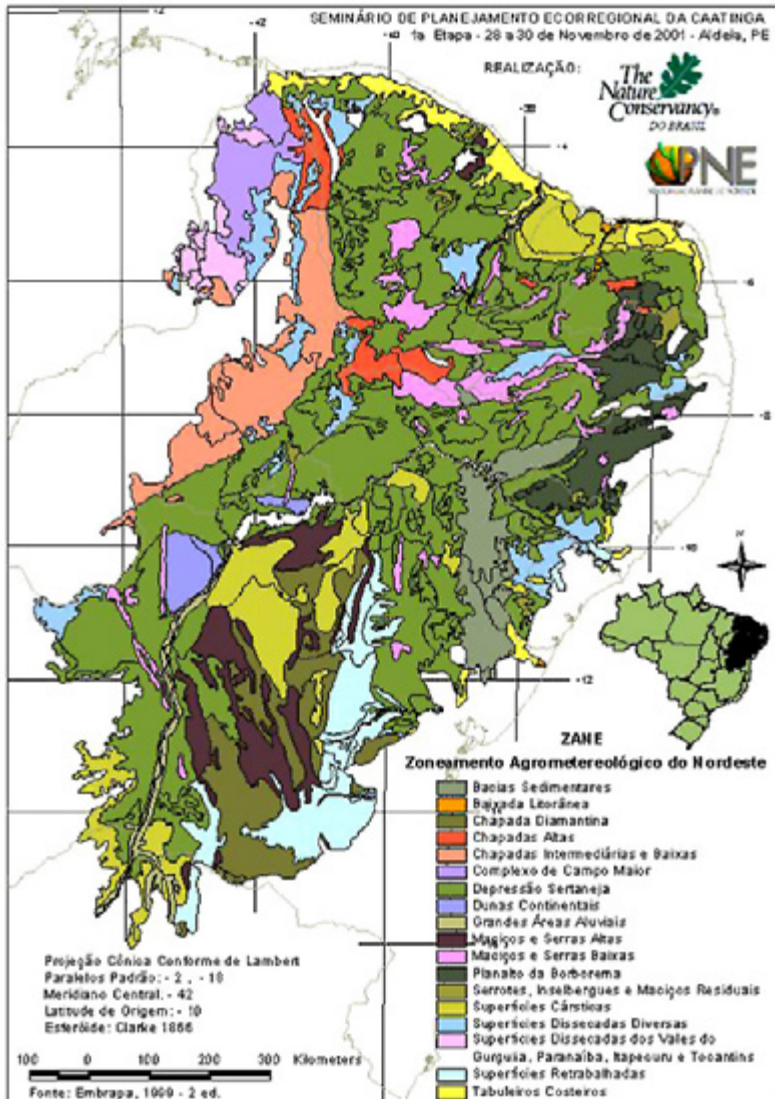 SEMINÁRIO DE PLANEJAMENTO ECORREGIONAL DA CAATINGA
1a Etapa - 28 a 30 de Novembro de 2001 - Aldeia, PE
REALIZAÇÃO:
The
Nature
Conservancy®
DO BRASIL
PNE
-42
-4
-6
-8
-10
-12
N
ZANE
Zoneamento Agrometereológico do Nordeste
Bacias Sedimentares
Baixada Litorânea
Chapada Diamantina
Chapadas Altas
Chapadas Intermediárias e Baixas
Complexo de Campo Maior
Depressão Sertaneja
Dunas Continentais
Grandes Áreas Aluviais
Maciços e Serras Altas
Maciços e Serras Baixas
Planalto da Borborema
Serrotes, Inselbergues e Maciços Residuais
Superfícies Cársticas
Superfícies Dissecadas Diversas
Superfícies Dissecadas dos Vales do
Gurguia, Paranaíba, Itapecuru e Tocantins
Superfícies Retrabalhadas
Tabuleiros Costeiros
Projeção Cônica Conforme de Lambert
Paralelos Padrão: -2 , -18
Meridiano Central: -42
Latitude de Origem: -10
Esteróide: Clarke 1866
100 0 100 200 300 Kilometers
Fonte: Embrapa, 1999 - 2 ed.